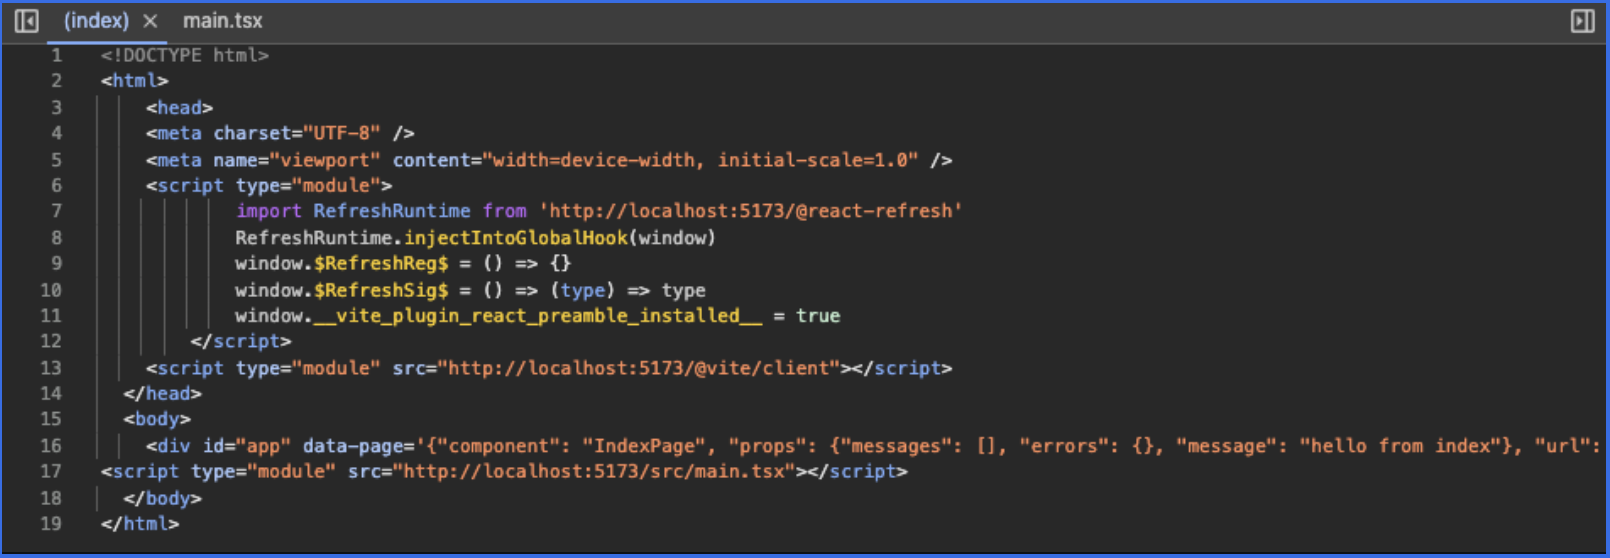 (index) × main.tsx
1 <!DOCTYPE html>
2 <html>
3 <head>
4 <meta charset="UTF-8" />
5 <meta name="viewport" content="width=device-width, initial-scale=1.0" />
6 <script type="module">
7 import RefreshRuntime from 'http://localhost:5173/@react-refresh'
8 RefreshRuntime.injectIntoGlobalHook(window)
9 window.$RefreshReg$ = () => {}
10 window.$RefreshSig$ = () => (type) => type
11 window.__vite_plugin_react_preamble_installed__ = true
12 </script>
13 <script type="module" src="http://localhost:5173/@vite/client"></script>
14 </head>
15 <body>
16 <div id="app" data-page='{"component": "IndexPage", "props": {"messages": [], "errors": {}, "message": "hello from index"}, "url":
17 <script type="module" src="http://localhost:5173/src/main.tsx"></script>
18 </body>
19 </html>